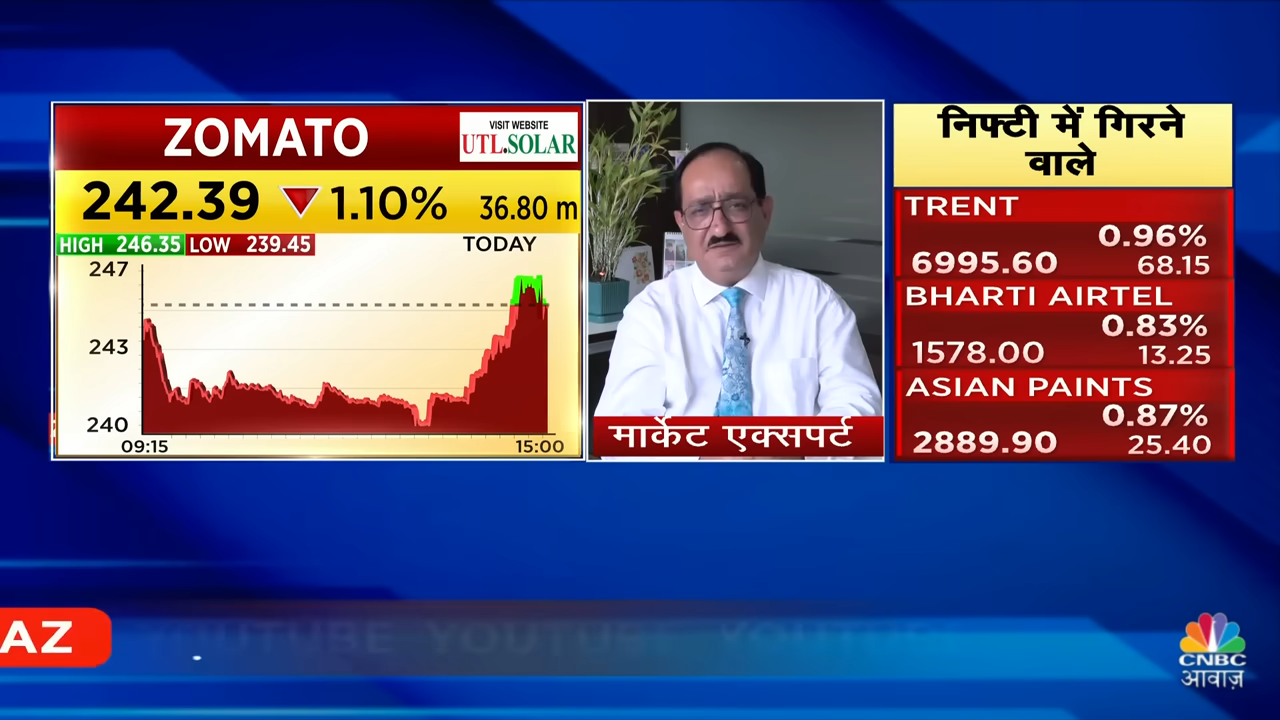 ZOMATO
VISIT WEBSITE
UTL.SOLAR
242.39 1.10% 36.80 m
HIGH 246.35 LOW 239.45 TODAY
247
243
240
09:15 15:00
मार्केट एक्सपर्ट
निफ्टी में गिरने
वाले
TRENT
0.96%
6995.60 68.15
BHARTI AIRTEL
0.83%
1578.00 13.25
ASIAN PAINTS
0.87%
2889.90 25.40
AZ YOUTUBE YOUTUBE
CNBC
आवाज़